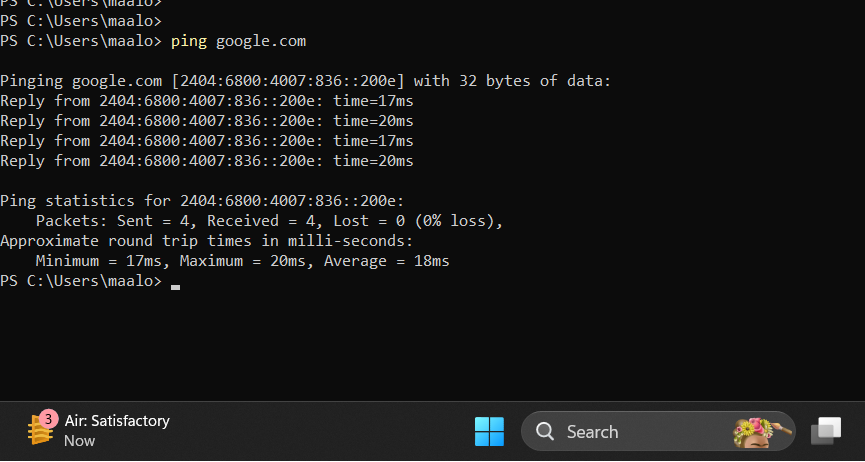 PS C:\Users\maalo>
PS C:\Users\maalo>
PS C:\Users\maalo> ping google.com
Pinging google.com [2404:6800:4007:836::200e] with 32 bytes of data:
Reply from 2404:6800:4007:836::200e: time=17ms
Reply from 2404:6800:4007:836::200e: time=20ms
Reply from 2404:6800:4007:836::200e: time=17ms
Reply from 2404:6800:4007:836::200e: time=20ms
Ping statistics for 2404:6800:4007:836::200e:
    Packets: Sent = 4, Received = 4, Lost = 0 (0% loss),
Approximate round trip times in milli-seconds:
    Minimum = 17ms, Maximum = 20ms, Average = 18ms
PS C:\Users\maalo>
3
Air: Satisfactory
Now
Search